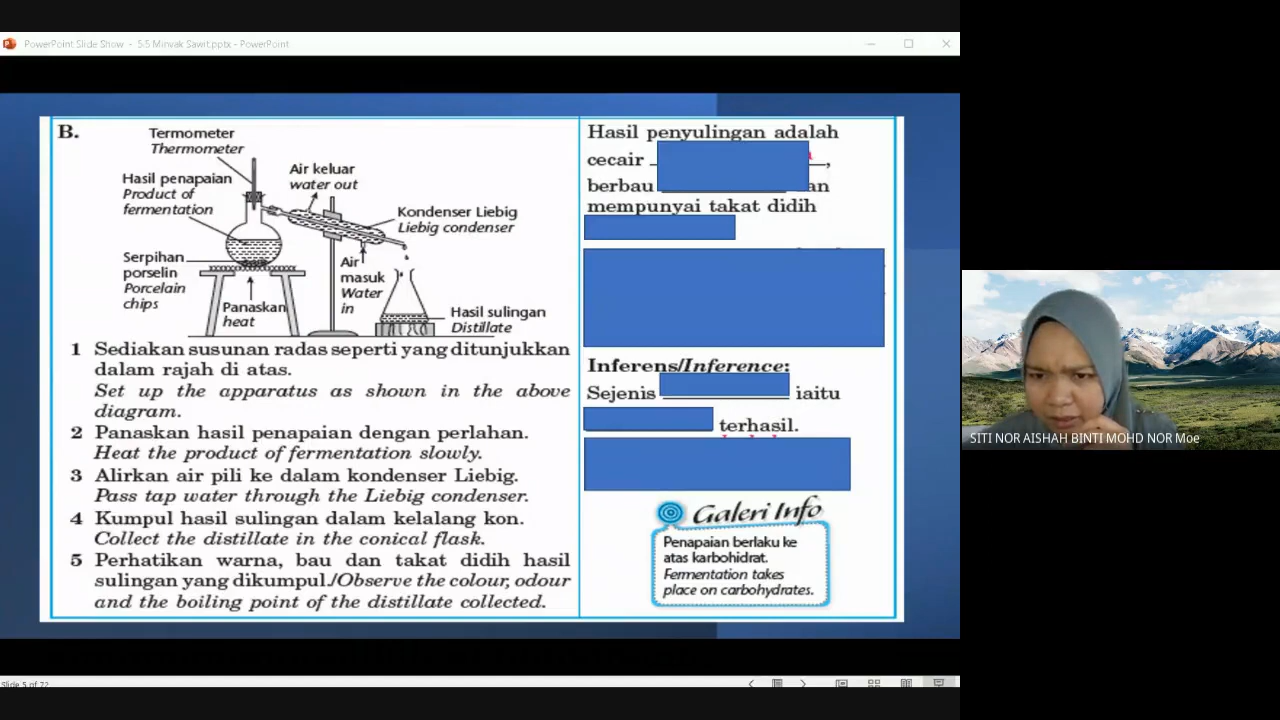 PowerPoint Slide Show - 5.5 Minyak Sawit.pptx - PowerPoint
B.
Termometer
Thermometer
Air keluar
water out
Hasil penapaian
Product of
fermentation
Kondenser Liebig
Liebig condenser
Serpihan
porselin
Porcelain
chips
Air
masuk
Water
in
Panaskan
heat
Hasil sulingan
Distillate
1 Sediakan susunan radas seperti yang ditunjukkan
dalam rajah di atas.
Set up the apparatus as shown in the above
diagram.
2 Panaskan hasil penapaian dengan perlahan.
Heat the product of fermentation slowly.
3 Alirkan air pili ke dalam kondenser Liebig.
Pass tap water through the Liebig condenser.
4 Kumpul hasil sulingan dalam kelalang kon.
Collect the distillate in the conical flask.
5 Perhatikan warna, bau dan takat didih hasil
sulingan yang dikumpul./Observe the colour, odour
and the boiling point of the distillate collected.
Hasil penyulingan adalah
cecair ,
berbau an
mempunyai takat didih
Inferens/Inference:
Sejenis iaitu
terhasil.
Galeri Info
Penapaian berlaku ke
atas karbohidrat.
Fermentation takes
place on carbohydrates.
Slide 5 of 72
SITI NOR AISHAH BINTI MOHD NOR Moe